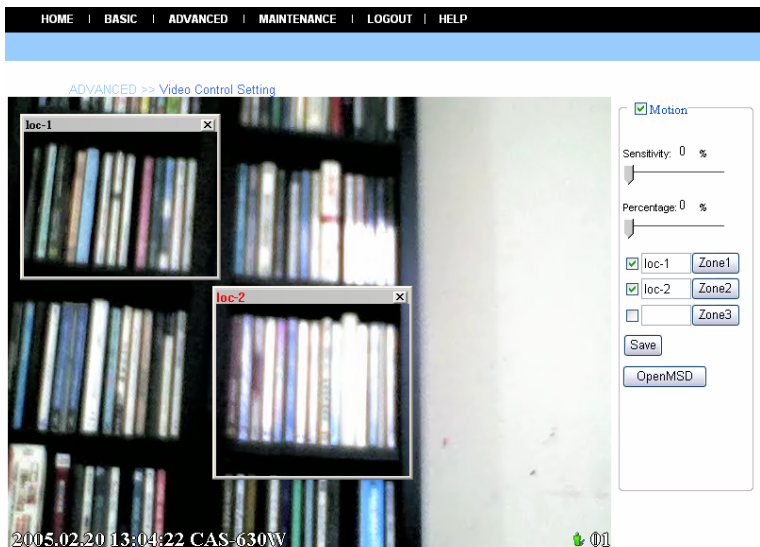 HOME | BASIC | ADVANCED | MAINTENANCE | LOGOUT | HELP
ADVANCED >> Video Control Setting
loc-1
loc-2
2005.02.20 13:04:22 CAS-630W
01
Motion
Sensitivity: 0 %
Percentage: 0 %
loc-1 Zone1
loc-2 Zone2
Zone3
Save
OpenMSD